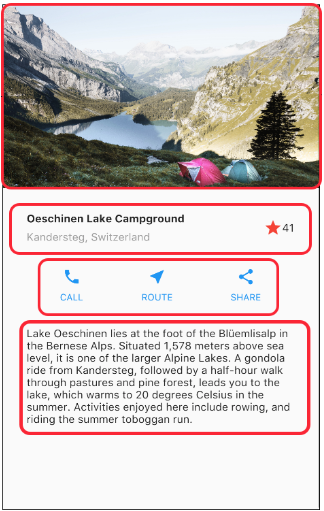 Oeschinen Lake Campground
Kandersteg, Switzerland
41
CALL
ROUTE
SHARE
Lake Oeschinen lies at the foot of the Blüemlisalp in
the Bernese Alps. Situated 1,578 meters above sea
level, it is one of the larger Alpine Lakes. A gondola
ride from Kandersteg, followed by a half-hour walk
through pastures and pine forest, leads you to the
lake, which warms to 20 degrees Celsius in the
summer. Activities enjoyed here include rowing, and
riding the summer toboggan run.